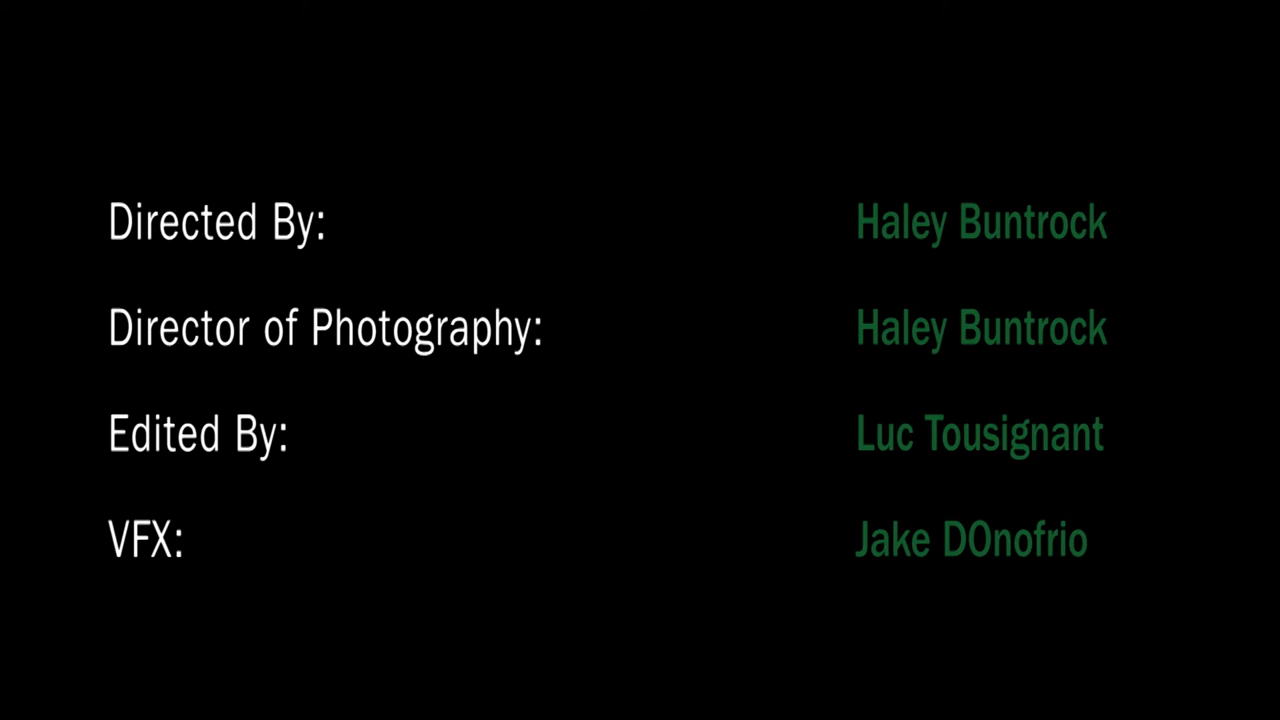 Directed By: Haley Buntrock
Director of Photography: Haley Buntrock
Edited By: Luc Tousignant
VFX: Jake DOnofrio